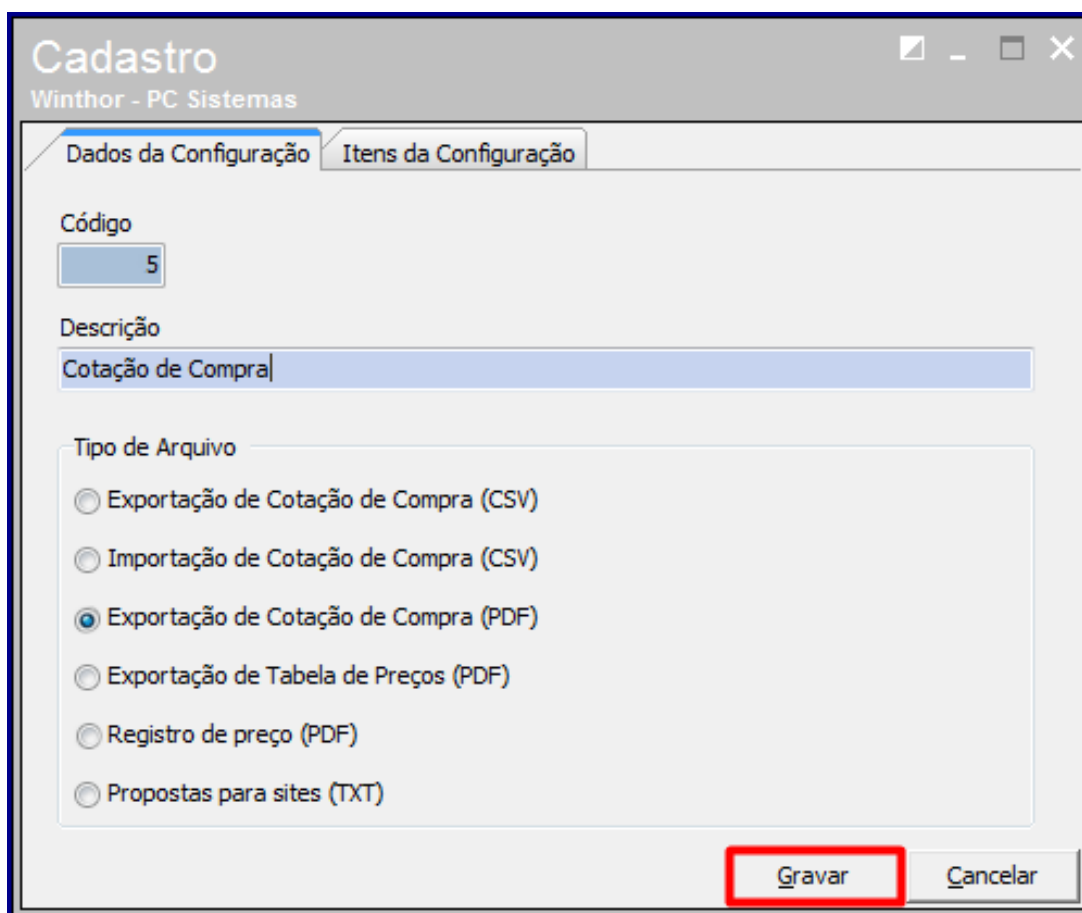 Cadastro
Winthor - PC Sistemas
Dados da Configuração Itens da Configuração
Código
5
Descrição
Cotação de Compra
Tipo de Arquivo
Exportação de Cotação de Compra (CSV)
Importação de Cotação de Compra (CSV)
Exportação de Cotação de Compra (PDF)
Exportação de Tabela de Preços (PDF)
Registro de preço (PDF)
Propostas para sites (TXT)
Gravar Cancelar